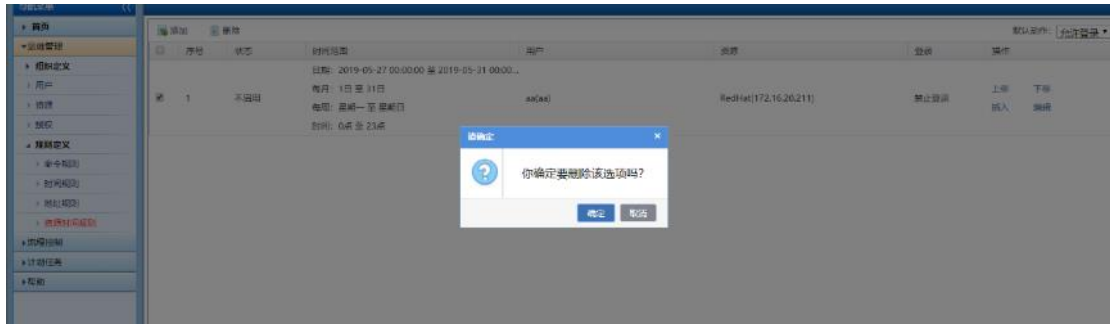 首页
添加
删除
默认动作:
允许登录
运维管理
序号
状态
时间范围
用户
资源
登录
操作
组织定义
日期: 2019-05-27 00:00:00 至 2019-05-31 00:00...
用户
每月: 1日 至 31日
上移
下移
资源
1
不启用
aa(aa)
RedHat(172.16.20.211)
禁止登录
每周: 星期一 至 星期日
插入
编辑
授权
时间: 0点 至 23点
规则定义
请确定
×
命令规则
你确定要删除该选项吗?
时间规则
地址规则
确定
取消
资源时间规则
流程控制
计划任务
帮助